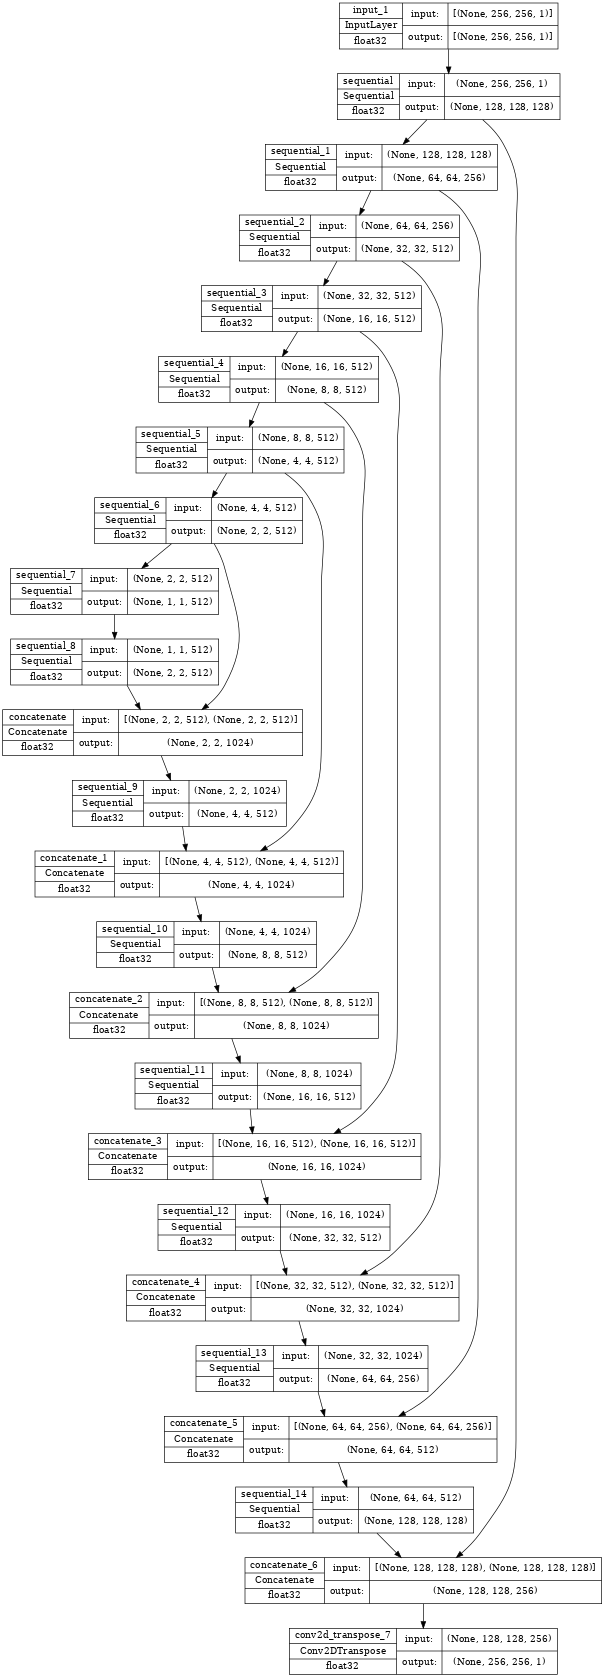 input_1
InputLayer
float32
input:
output:
[(None, 256, 256, 1)]
[(None, 256, 256, 1)]
sequential
Sequential
float32
input:
output:
(None, 256, 256, 1)
(None, 128, 128, 128)
sequential_1
Sequential
float32
input:
output:
(None, 128, 128, 128)
(None, 64, 64, 256)
sequential_2
Sequential
float32
input:
output:
(None, 64, 64, 256)
(None, 32, 32, 512)
sequential_3
Sequential
float32
input:
output:
(None, 32, 32, 512)
(None, 16, 16, 512)
sequential_4
Sequential
float32
input:
output:
(None, 16, 16, 512)
(None, 8, 8, 512)
sequential_5
Sequential
float32
input:
output:
(None, 8, 8, 512)
(None, 4, 4, 512)
sequential_6
Sequential
float32
input:
output:
(None, 4, 4, 512)
(None, 2, 2, 512)
sequential_7
Sequential
float32
input:
output:
(None, 2, 2, 512)
(None, 1, 1, 512)
sequential_8
Sequential
float32
input:
output:
(None, 1, 1, 512)
(None, 2, 2, 512)
concatenate
Concatenate
float32
input:
output:
[(None, 2, 2, 512), (None, 2, 2, 512)]
(None, 2, 2, 1024)
sequential_9
Sequential
float32
input:
output:
(None, 2, 2, 1024)
(None, 4, 4, 512)
concatenate_1
Concatenate
float32
input:
output:
[(None, 4, 4, 512), (None, 4, 4, 512)]
(None, 4, 4, 1024)
sequential_10
Sequential
float32
input:
output:
(None, 4, 4, 1024)
(None, 8, 8, 512)
concatenate_2
Concatenate
float32
input:
output:
[(None, 8, 8, 512), (None, 8, 8, 512)]
(None, 8, 8, 1024)
sequential_11
Sequential
float32
input:
output:
(None, 8, 8, 1024)
(None, 16, 16, 512)
concatenate_3
Concatenate
float32
input:
output:
[(None, 16, 16, 512), (None, 16, 16, 512)]
(None, 16, 16, 1024)
sequential_12
Sequential
float32
input:
output:
(None, 16, 16, 1024)
(None, 32, 32, 512)
concatenate_4
Concatenate
float32
input:
output:
[(None, 32, 32, 512), (None, 32, 32, 512)]
(None, 32, 32, 1024)
sequential_13
Sequential
float32
input:
output:
(None, 32, 32, 1024)
(None, 64, 64, 256)
concatenate_5
Concatenate
float32
input:
output:
[(None, 64, 64, 256), (None, 64, 64, 256)]
(None, 64, 64, 512)
sequential_14
Sequential
float32
input:
output:
(None, 64, 64, 512)
(None, 128, 128, 128)
concatenate_6
Concatenate
float32
input:
output:
[(None, 128, 128, 128), (None, 128, 128, 128)]
(None, 128, 128, 256)
conv2d_transpose_7
Conv2DTranspose
float32
input:
output:
(None, 128, 128, 256)
(None, 256, 256, 1)